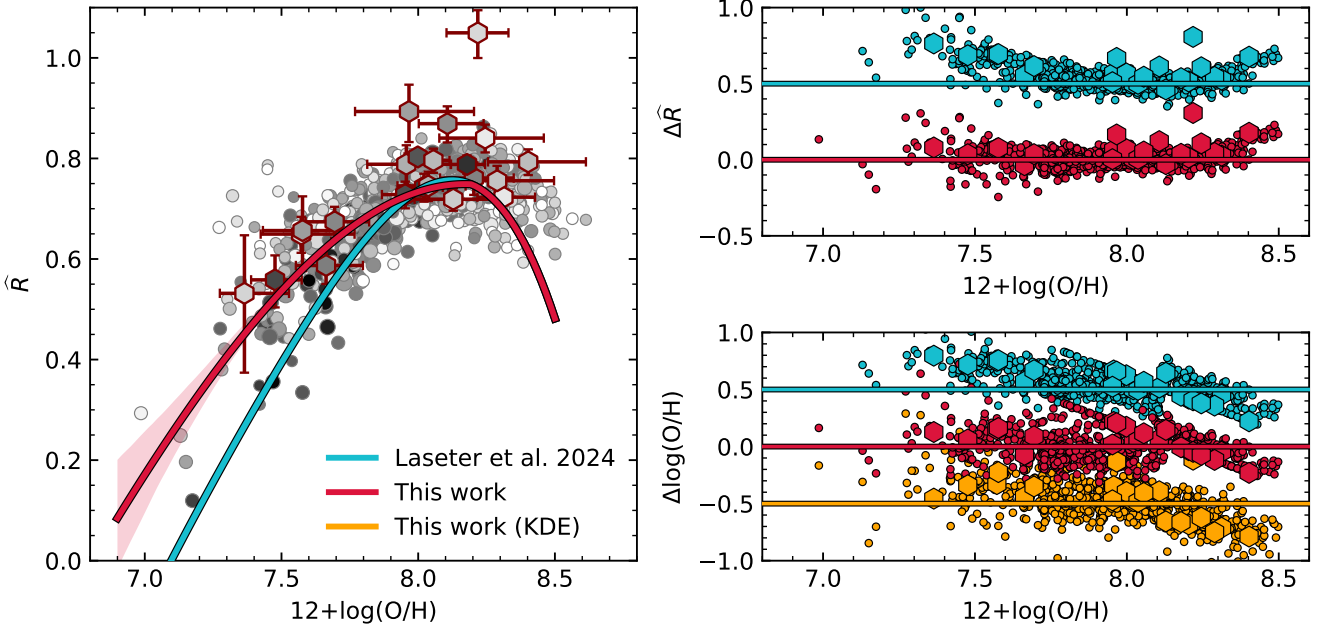 1.0
0.8
0.6
0.4
0.2
0.0
R̂
Laseter et al. 2024
This work
This work (KDE)
7.0 7.5 8.0 8.5
12+log(O/H)
1.0
0.5
0.0
−0.5
ΔR̂
7.0 7.5 8.0 8.5
12+log(O/H)
1.0
0.5
0.0
−0.5
−1.0
Δlog(O/H)
7.0 7.5 8.0 8.5
12+log(O/H)